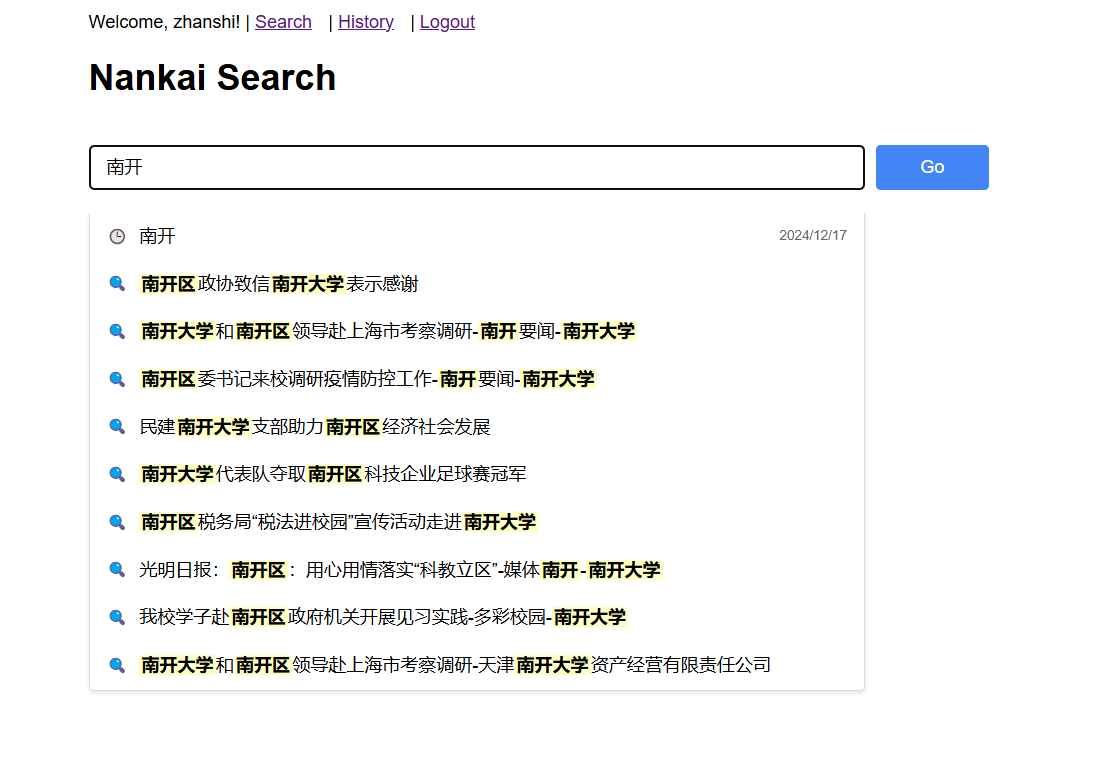 Welcome, zhanshi! | Search | History | Logout
Nankai Search
南开 Go
南开 2024/12/17
南开区政协致信南开大学表示感谢
南开大学和南开区领导赴上海市考察调研-南开要闻-南开大学
南开区委书记来校调研疫情防控工作-南开要闻-南开大学
民建南开大学支部助力南开区经济社会发展
南开大学代表队夺取南开区科技企业足球赛冠军
南开区税务局“税法进校园”宣传活动走进南开大学
光明日报：南开区：用心用情落实“科教立区”-媒体南开-南开大学
我校学子赴南开区政府机关开展见习实践-多彩校园-南开大学
南开大学和南开区领导赴上海市考察调研-天津南开大学资产经营有限责任公司